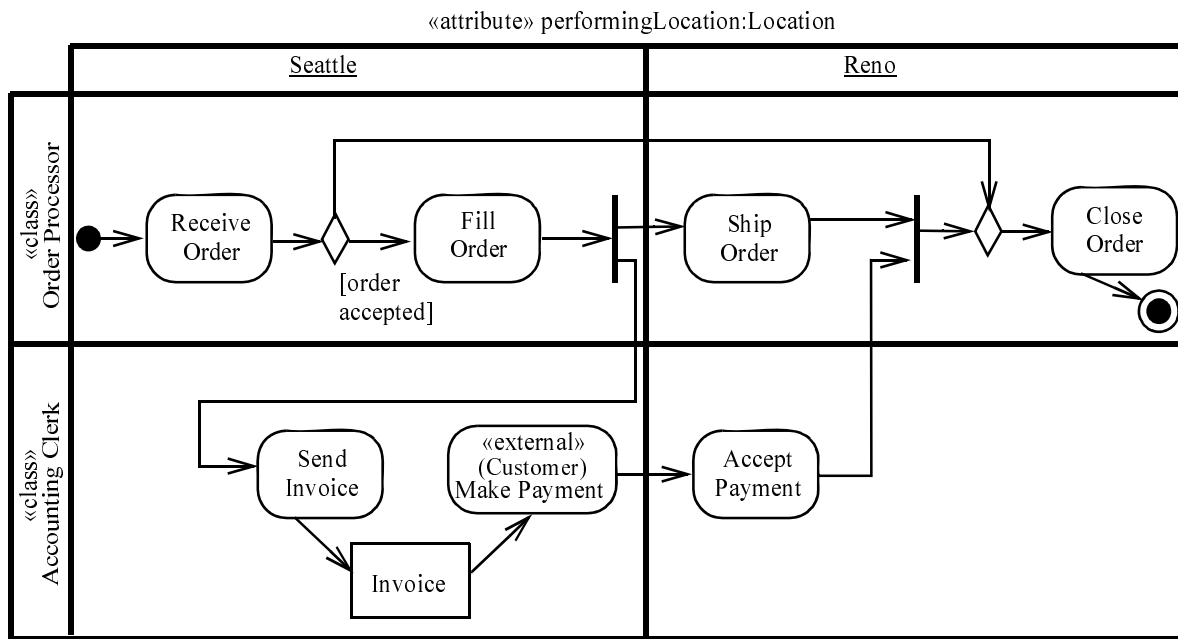 «attribute» performingLocation:Location
Seattle
Reno
«class»
Order Processor
Receive
Order
[order
accepted]
Fill
Order
Ship
Order
Close
Order
«class»
Accounting Clerk
Send
Invoice
Invoice
«external»
(Customer)
Make Payment
Accept
Payment